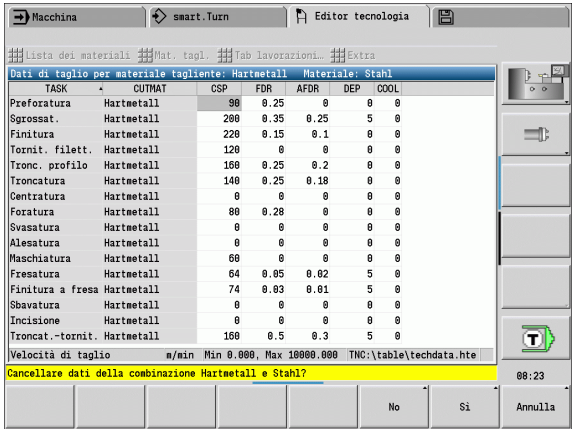 Macchina smart.Turn Editor tecnologia
Lista dei materiali Mat. tagl. Tab lavorazioni… Extra
Dati di taglio per materiale tagliente: Hartmetall Materiale: Stahl
TASK CUTMAT CSP FDR AFDR DEP COOL
Preforatura Hartmetall 90 0.25 0 0 0
Sgrossat. Hartmetall 200 0.35 0.25 5 0
Finitura Hartmetall 220 0.15 0.1 0 0
Tornit. filett. Hartmetall 120 0 0 0 0
Tronc. profilo Hartmetall 160 0.25 0.2 0 0
Troncatura Hartmetall 140 0.25 0.18 0 0
Centratura Hartmetall 0 0 0 0 0
Foratura Hartmetall 80 0.28 0 0 0
Svasatura Hartmetall 0 0 0 0 0
Alesatura Hartmetall 0 0 0 0 0
Maschiatura Hartmetall 60 0 0 0 0
Fresatura Hartmetall 64 0.05 0.02 5 0
Finitura a fresa Hartmetall 74 0.03 0.01 5 0
Sbavatura Hartmetall 0 0 0 0 0
Incisione Hartmetall 0 0 0 0 0
Troncat.-tornit. Hartmetall 160 0.5 0.3 5 0
Velocità di taglio m/min Min 0.000, Max 10000.000 TNC:\table\techdata.hte
Cancellare dati della combinazione Hartmetall e Stahl?
T
08:23
No Sì Annulla